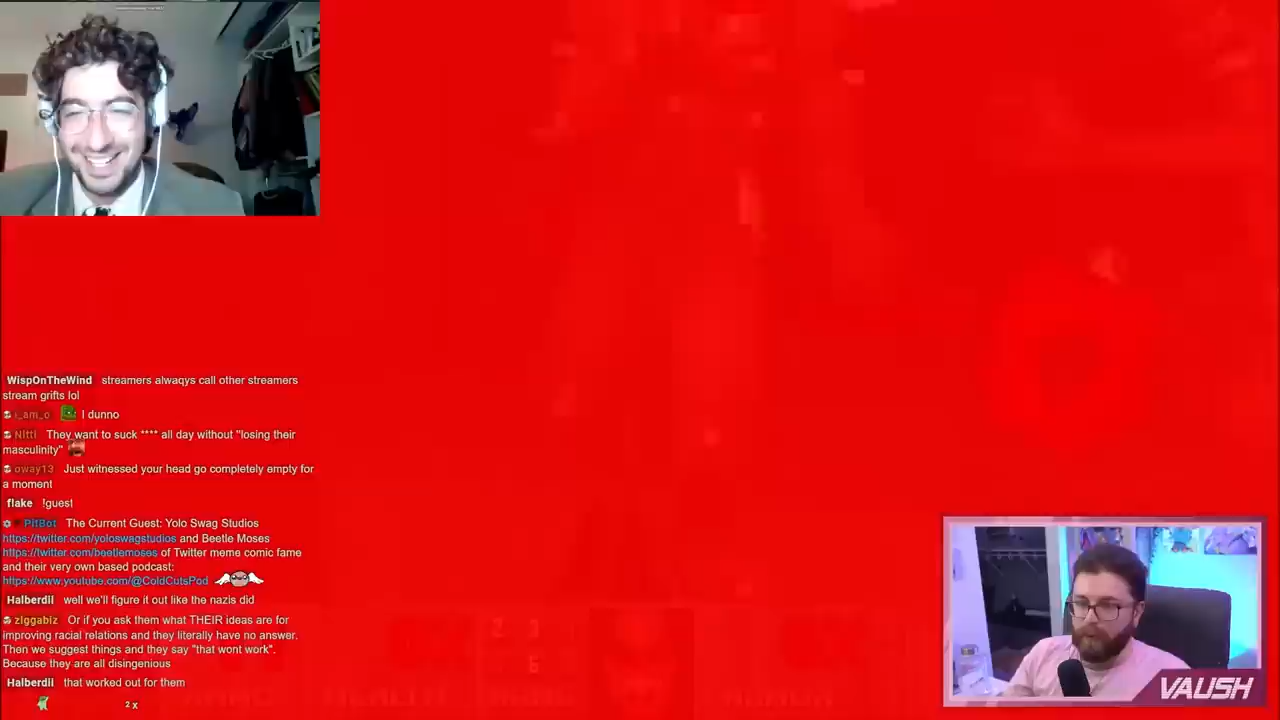 WispOnTheWind streamers alwaqys call other streamers
stream grifts lol
i_am_o I dunno
Nitti They want to suck **** all day without "losing their
masculinity"
oway13 Just witnessed your head go completely empty for
a moment
flake !guest
PitBot The Current Guest: Yolo Swag Studios
https://twitter.com/yoloswagstudios and Beetle Moses
https://twitter.com/beetlemoses of Twitter meme comic fame
and their very own based podcast:
https://www.youtube.com/@ColdCutsPod
Halberdil well we'll figure it out like the nazis did
ziggabiz Or if you ask them what THEIR ideas are for
improving racial relations and they literally have no answer.
Then we suggest things and they say "that wont work".
Because they are all disingenious
Halberdil that worked out for them
2 x
VAUSH